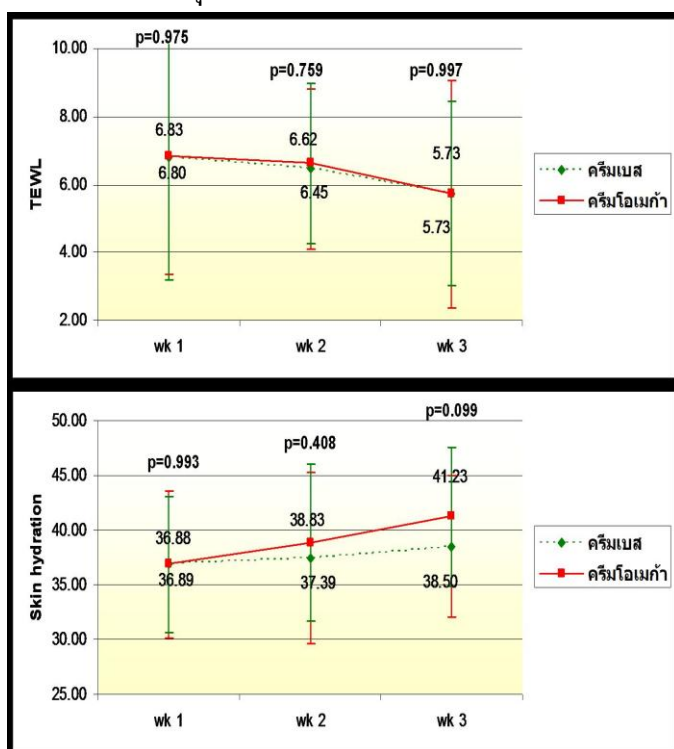 p=0.975
p=0.759
p=0.997
10.00
8.00
6.00
4.00
2.00
TEWL
6.83
6.80
6.62
6.45
5.73
5.73
wk 1
wk 2
wk 3
ครีมเบส
ครีมโอเมก้า
50.00
45.00
40.00
35.00
30.00
25.00
Skin hydration
p=0.993
p=0.408
p=0.099
36.88
36.89
38.83
37.39
41.23
38.50
wk 1
wk 2
wk 3
ครีมเบส
ครีมโอเมก้า